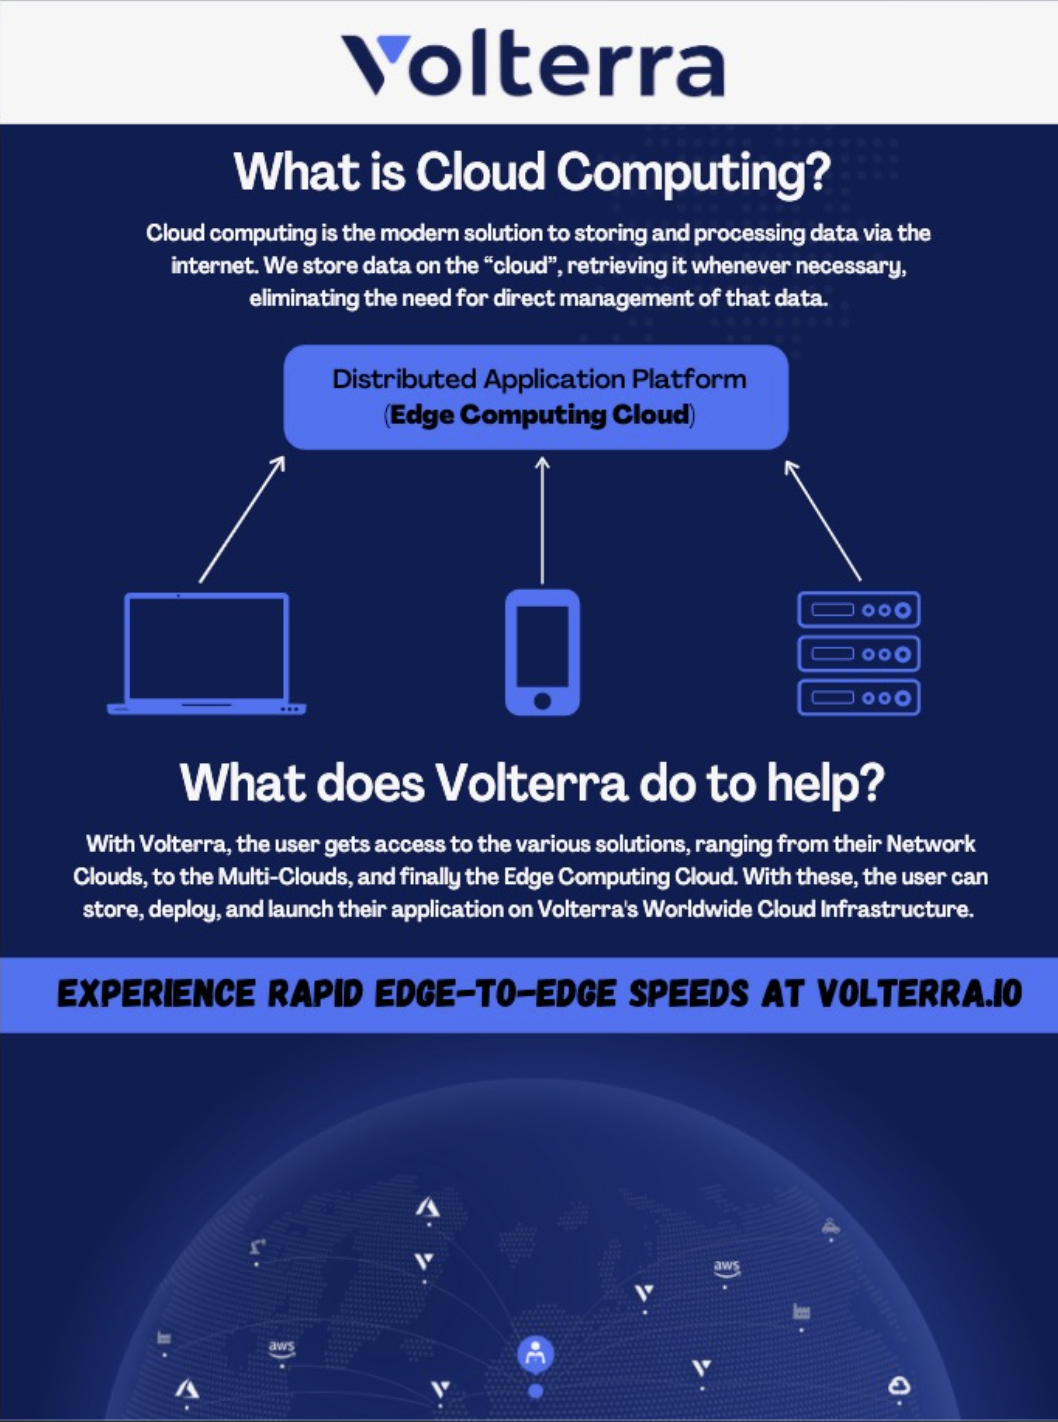 Volterra
What is Cloud Computing?
Cloud computing is the modern solution to storing and processing data via the
internet. We store data on the “cloud”, retrieving it whenever necessary,
eliminating the need for direct management of that data.
Distributed Application Platform
(Edge Computing Cloud)
What does Volterra do to help?
With Volterra, the user gets access to the various solutions, ranging from their Network
Clouds, to the Multi-Clouds, and finally the Edge Computing Cloud. With these, the user can
store, deploy, and launch their application on Volterra's Worldwide Cloud Infrastructure.
EXPERIENCE RAPID EDGE-TO-EDGE SPEEDS AT VOLTERRA.IO
aws
aws